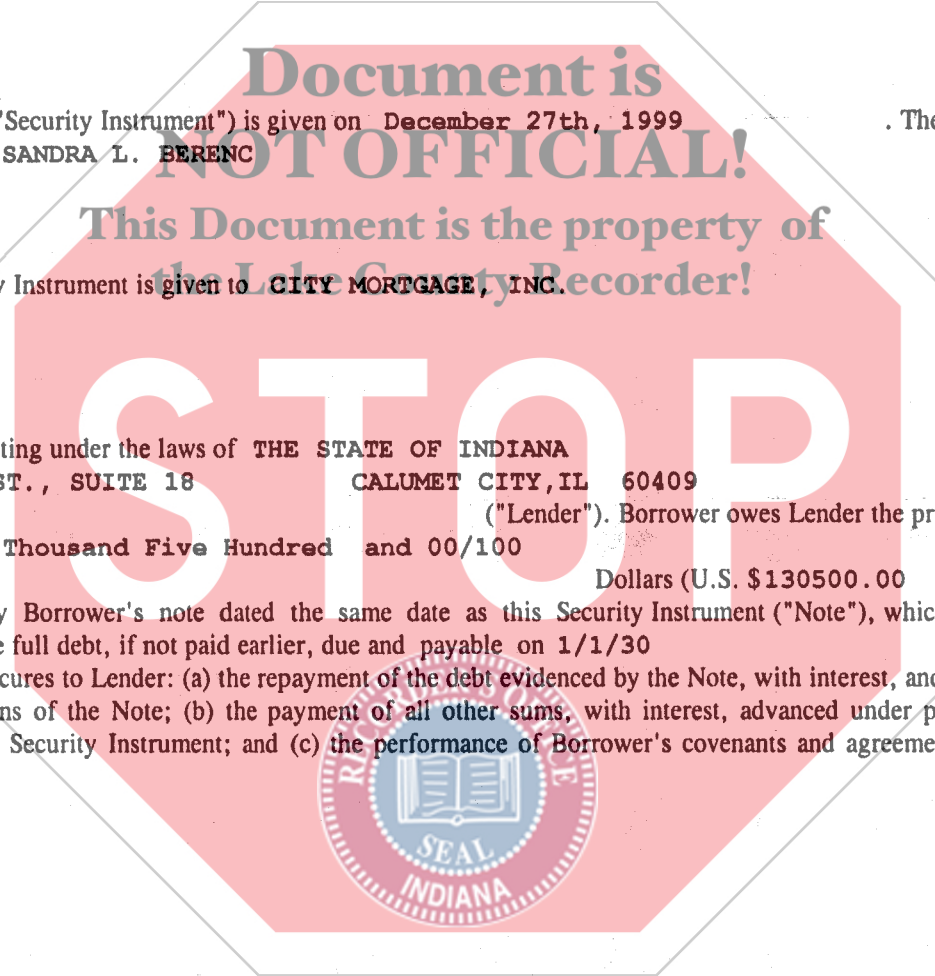 Document is
"Security Instrument") is given on December 27th, 1999 . The
NOT OFFICIAL!
SANDRA L. BERENC
This Document is the property of
the Lake County Recorder!
y Instrument is given to CITY MORTGAGE, INC.
STOP
ting under the laws of THE STATE OF INDIANA
ST., SUITE 18 CALUMET CITY, IL 60409
("Lender"). Borrower owes Lender the pr
Thousand Five Hundred and 00/100
Dollars (U.S. $130500.00
y Borrower's note dated the same date as this Security Instrument ("Note"), whic
e full debt, if not paid earlier, due and payable on 1/1/30
cures to Lender: (a) the repayment of the debt evidenced by the Note, with interest, and
ns of the Note; (b) the payment of all other sums, with interest, advanced under p
Security Instrument; and (c) the performance of Borrower's covenants and agreeme
RECORDER'S OFFICE
SEAL
INDIANA